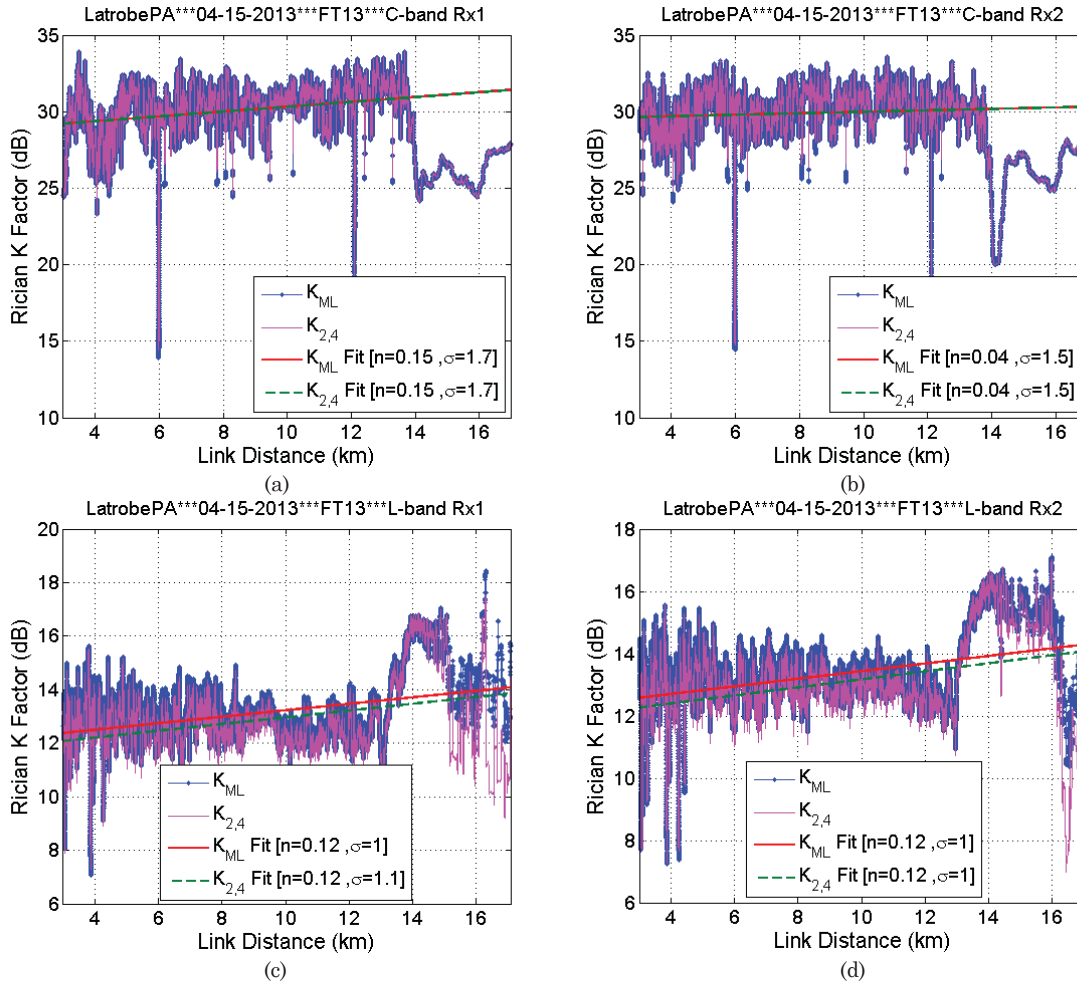 LatrobePA***04-15-2013***FT13***C-band Rx1
Rician K Factor (dB)
35
30
25
20
15
10
K_ML
K_2,4
K_ML Fit [n=0.15 ,σ=1.7]
K_2,4 Fit [n=0.15 ,σ=1.7]
4 6 8 10 12 14 16
Link Distance (km)
(a)
LatrobePA***04-15-2013***FT13***C-band Rx2
Rician K Factor (dB)
35
30
25
20
15
10
K_ML
K_2,4
K_ML Fit [n=0.04 ,σ=1.5]
K_2,4 Fit [n=0.04 ,σ=1.5]
4 6 8 10 12 14 16
Link Distance (km)
(b)
LatrobePA***04-15-2013***FT13***L-band Rx1
Rician K Factor (dB)
20
18
16
14
12
10
8
6
K_ML
K_2,4
K_ML Fit [n=0.12 ,σ=1]
K_2,4 Fit [n=0.12 ,σ=1.1]
4 6 8 10 12 14 16
Link Distance (km)
(c)
LatrobePA***04-15-2013***FT13***L-band Rx2
Rician K Factor (dB)
18
16
14
12
10
8
6
K_ML
K_2,4
K_ML Fit [n=0.12 ,σ=1]
K_2,4 Fit [n=0.12 ,σ=1]
4 6 8 10 12 14 16
Link Distance (km)
(d)